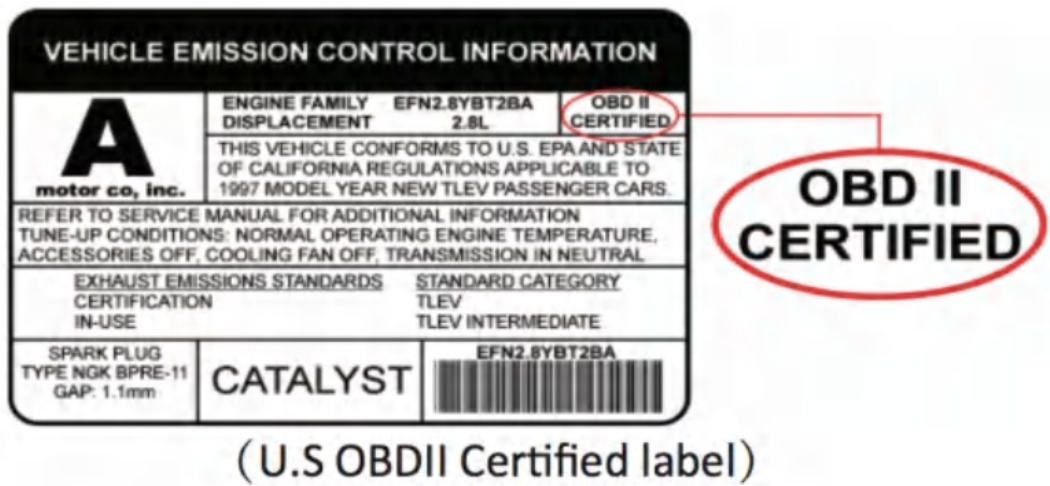 VEHICLE EMISSION CONTROL INFORMATION
A
motor co, inc.
ENGINE FAMILY EFN2.8YBT2BA
DISPLACEMENT 2.8L
OBD II
CERTIFIED
THIS VEHICLE CONFORMS TO U.S. EPA AND STATE
OF CALIFORNIA REGULATIONS APPLICABLE TO
1997 MODEL YEAR NEW TLEV PASSENGER CARS.
REFER TO SERVICE MANUAL FOR ADDITIONAL INFORMATION
TUNE-UP CONDITIONS: NORMAL OPERATING ENGINE TEMPERATURE,
ACCESSORIES OFF, COOLING FAN OFF, TRANSMISSION IN NEUTRAL
EXHAUST EMISSIONS STANDARDS STANDARD CATEGORY
CERTIFICATION TLEV
IN-USE TLEV INTERMEDIATE
SPARK PLUG
TYPE NGK BPRE-11
GAP: 1.1mm
CATALYST
EFN2.8YBT2BA
OBD II
CERTIFIED
（U.S OBDII Certified label）